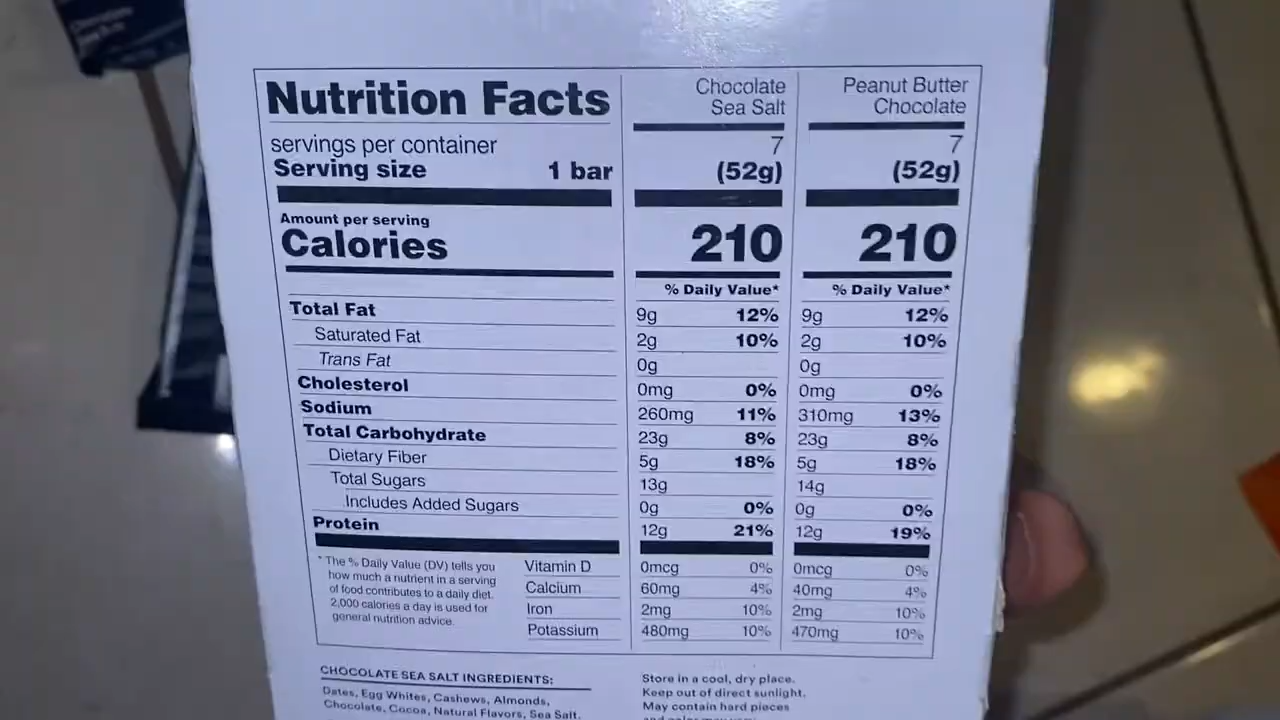 Nutrition Facts
Chocolate
Sea Salt
Peanut Butter
Chocolate
servings per container 7 7
Serving size 1 bar (52g) (52g)
Amount per serving
Calories 210 210
% Daily Value* % Daily Value*
Total Fat 9g 12% 9g 12%
Saturated Fat 2g 10% 2g 10%
Trans Fat 0g 0g
Cholesterol 0mg 0% 0mg 0%
Sodium 260mg 11% 310mg 13%
Total Carbohydrate 23g 8% 23g 8%
Dietary Fiber 5g 18% 5g 18%
Total Sugars 13g 14g
Includes Added Sugars 0g 0% 0g 0%
Protein 12g 21% 12g 19%
* The % Daily Value (DV) tells you
how much a nutrient in a serving
of food contributes to a daily diet.
2,000 calories a day is used for
general nutrition advice.
Vitamin D 0mcg 0% 0mcg 0%
Calcium 60mg 4% 40mg 4%
Iron 2mg 10% 2mg 10%
Potassium 480mg 10% 470mg 10%
CHOCOLATE SEA SALT INGREDIENTS:
Dates, Egg Whites, Cashews, Almonds,
Chocolate, Cocoa, Natural Flavors, Sea Salt.
Store in a cool, dry place.
Keep out of direct sunlight.
May contain hard pieces